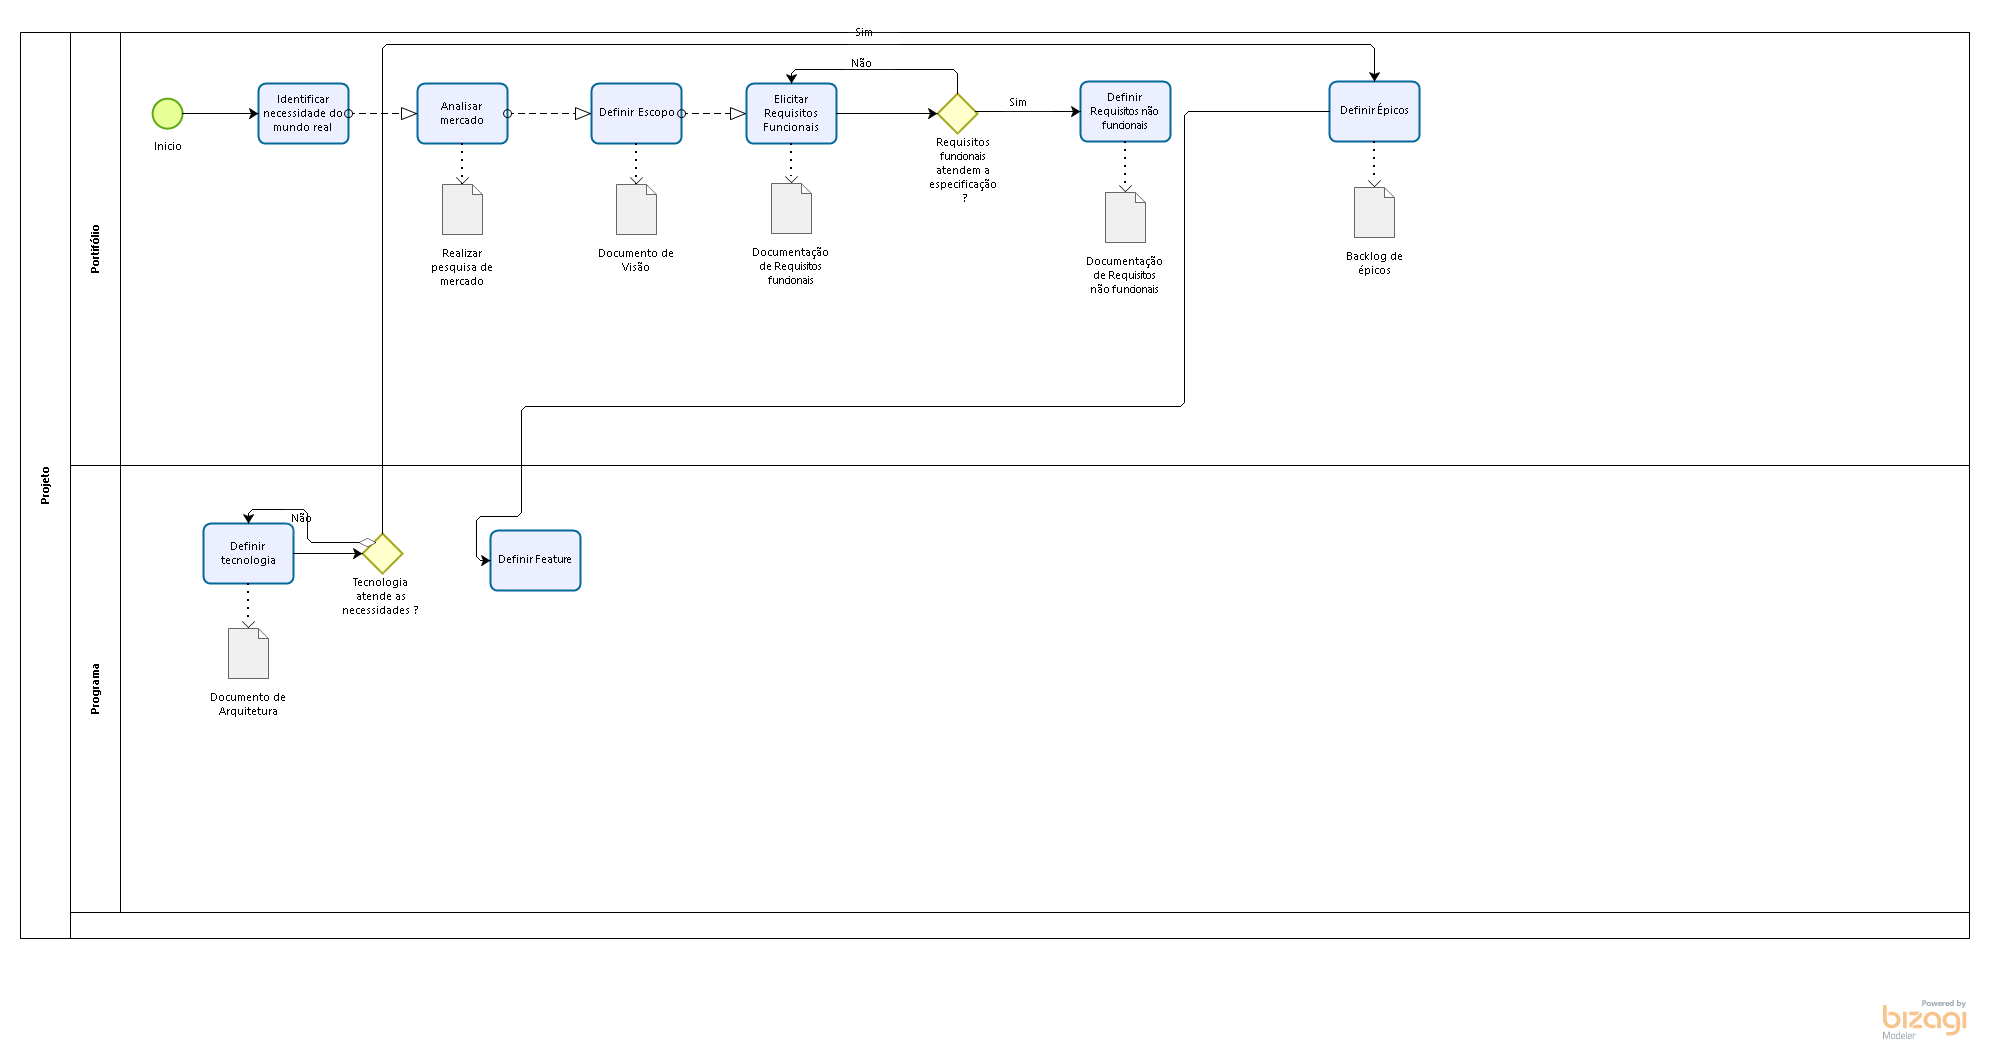 Projeto
Portifólio
Sim
Inicio
Identificar
necessidade do
mundo real
Analisar
mercado
Definir Escopo
Elicitar
Requisitos
Funcionais
Não
Requisitos
funcionais
atendem a
especificação
?
Sim
Definir
Requisitos não
funcionais
Definir Épicos
Realizar
pesquisa de
mercado
Documento de
Visão
Documentação
de Requisitos
funcionais
Documentação
de Requisitos
não funcionais
Backlog de
épicos
Programa
Não
Definir
tecnologia
Tecnologia
atende as
necessidades ?
Definir Feature
Documento de
Arquitetura
Powered by
bizagi
Modeler